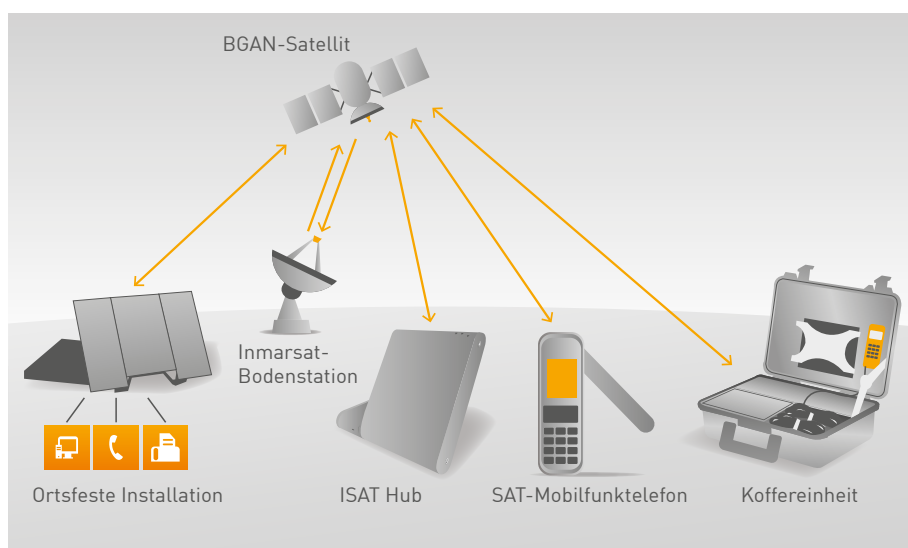 BGAN-Satellit
Inmarsat-
Bodenstation
Ortsfeste Installation
ISAT Hub
SAT-Mobilfunktelefon
Koffereinheit